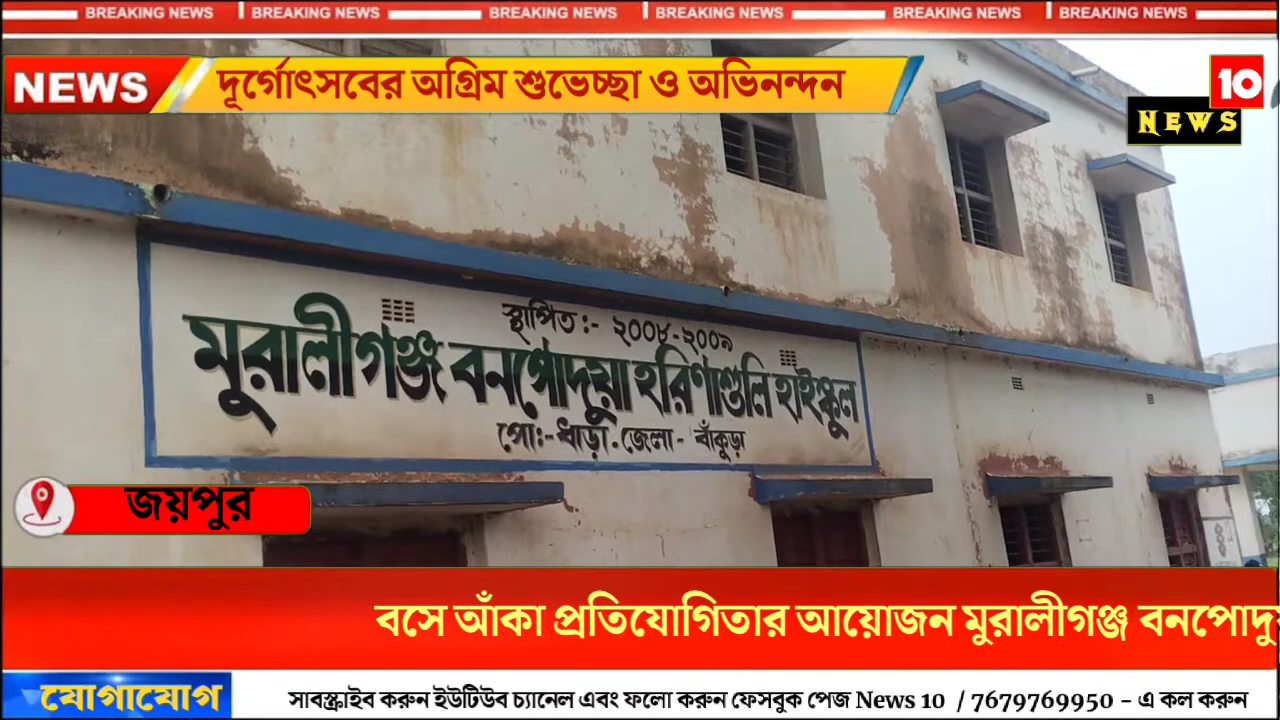 BREAKING NEWS BREAKING NEWS BREAKING NEWS BREAKING NEWS BREAKING NEWS BREAKING NEWS
NEWS দূর্গোৎসবের অগ্রিম শুভেচ্ছা ও অভিনন্দন
10
NEWS
স্থাপিত :- ২০০৮-২০০৯
মুরালীগঞ্জ বনপোদুয়া হরিণাশুলি হাইস্কুল
পো:- ধাড়া. জেলা - বাঁকুড়া
জয়পুর
বসে আঁকা প্রতিযোগিতার আয়োজন মুরালীগঞ্জ বনপোদু
যোগাযোগ সাবস্ক্রাইব করুন ইউটিউব চ্যানেল এবং ফলো করুন ফেসবুক পেজ News 10 / 7679769950 - এ কল করুন